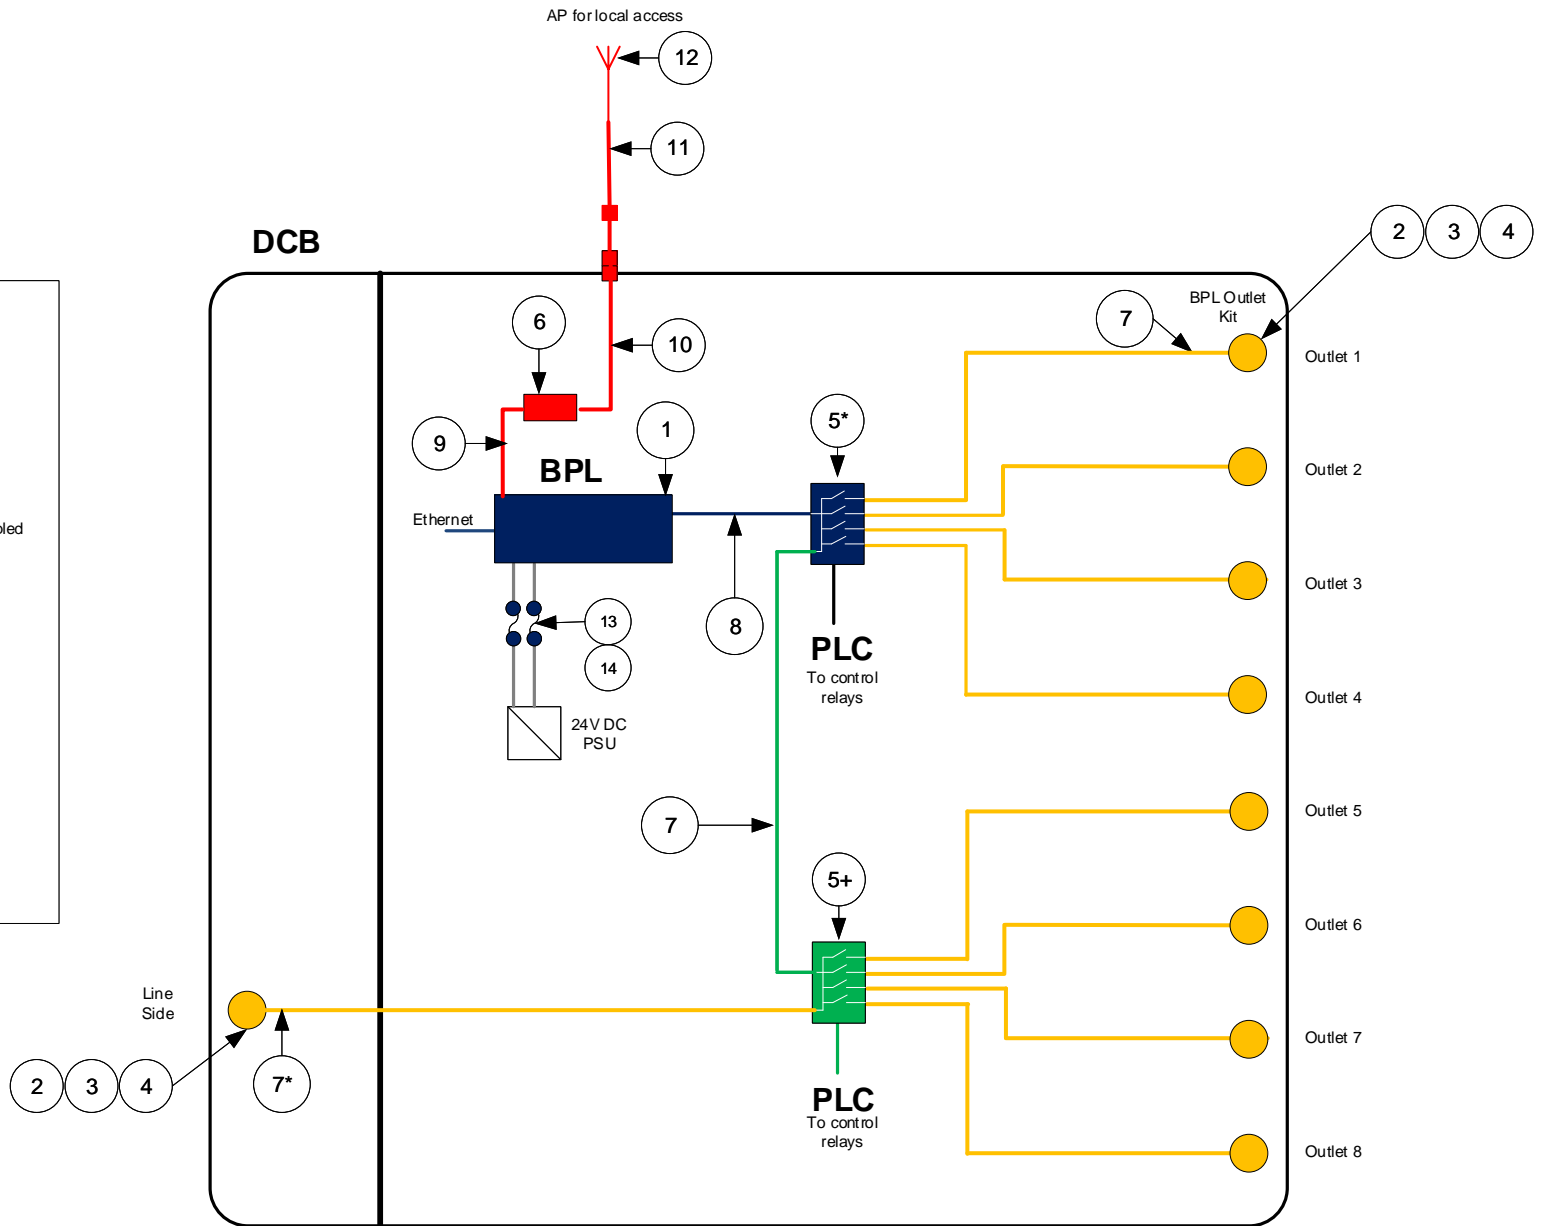 AP for local access
12
11
DCB
2 3 4
BPL Outlet
Kit
7
6
10
Outlet 1
5*
1
9
BPL
Outlet 2
Ethernet
Outlet 3
8
13
14
PLC
To control
relays
Outlet 4
24V DC
PSU
7
Outlet 5
5+
Outlet 6
Line
Side
Outlet 7
2 3 4
7*
PLC
To control
relays
Outlet 8